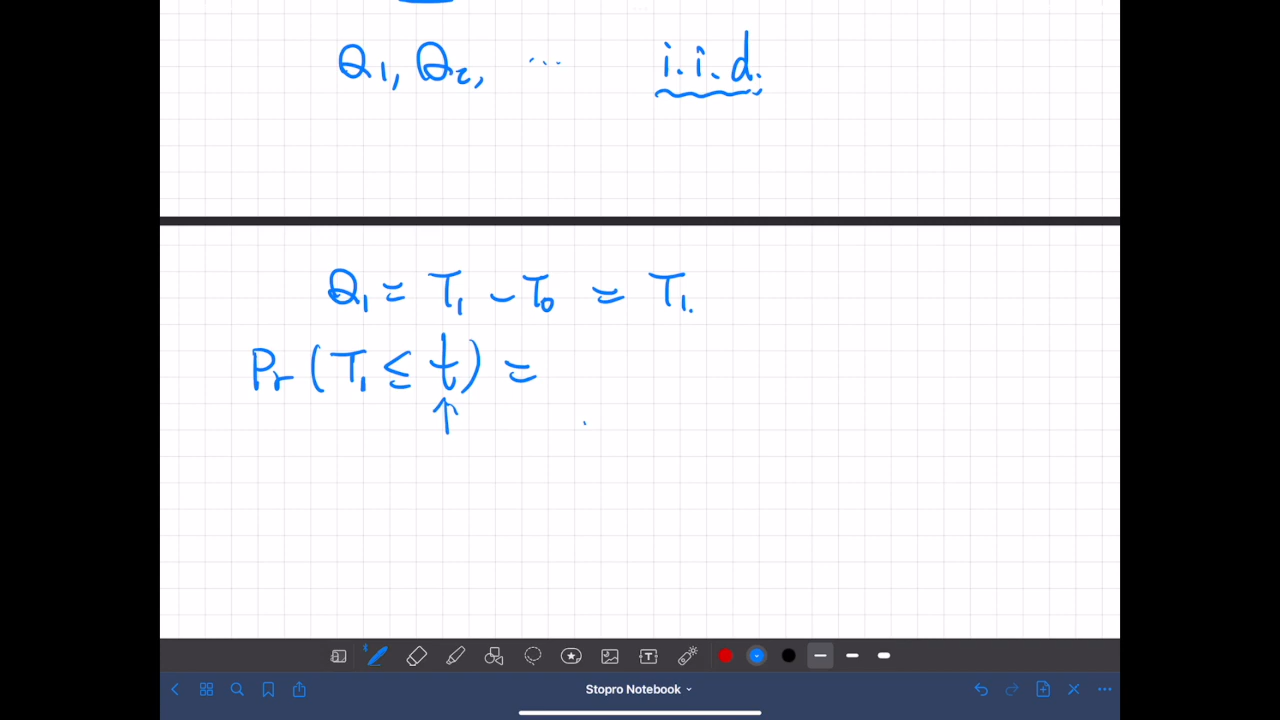 Q₁, Q₂, ... i.i.d.
Q₁ = T₁ - T₀ = T₁.
Pr (T₁ ≤ t) =
↑
Stopro Notebook